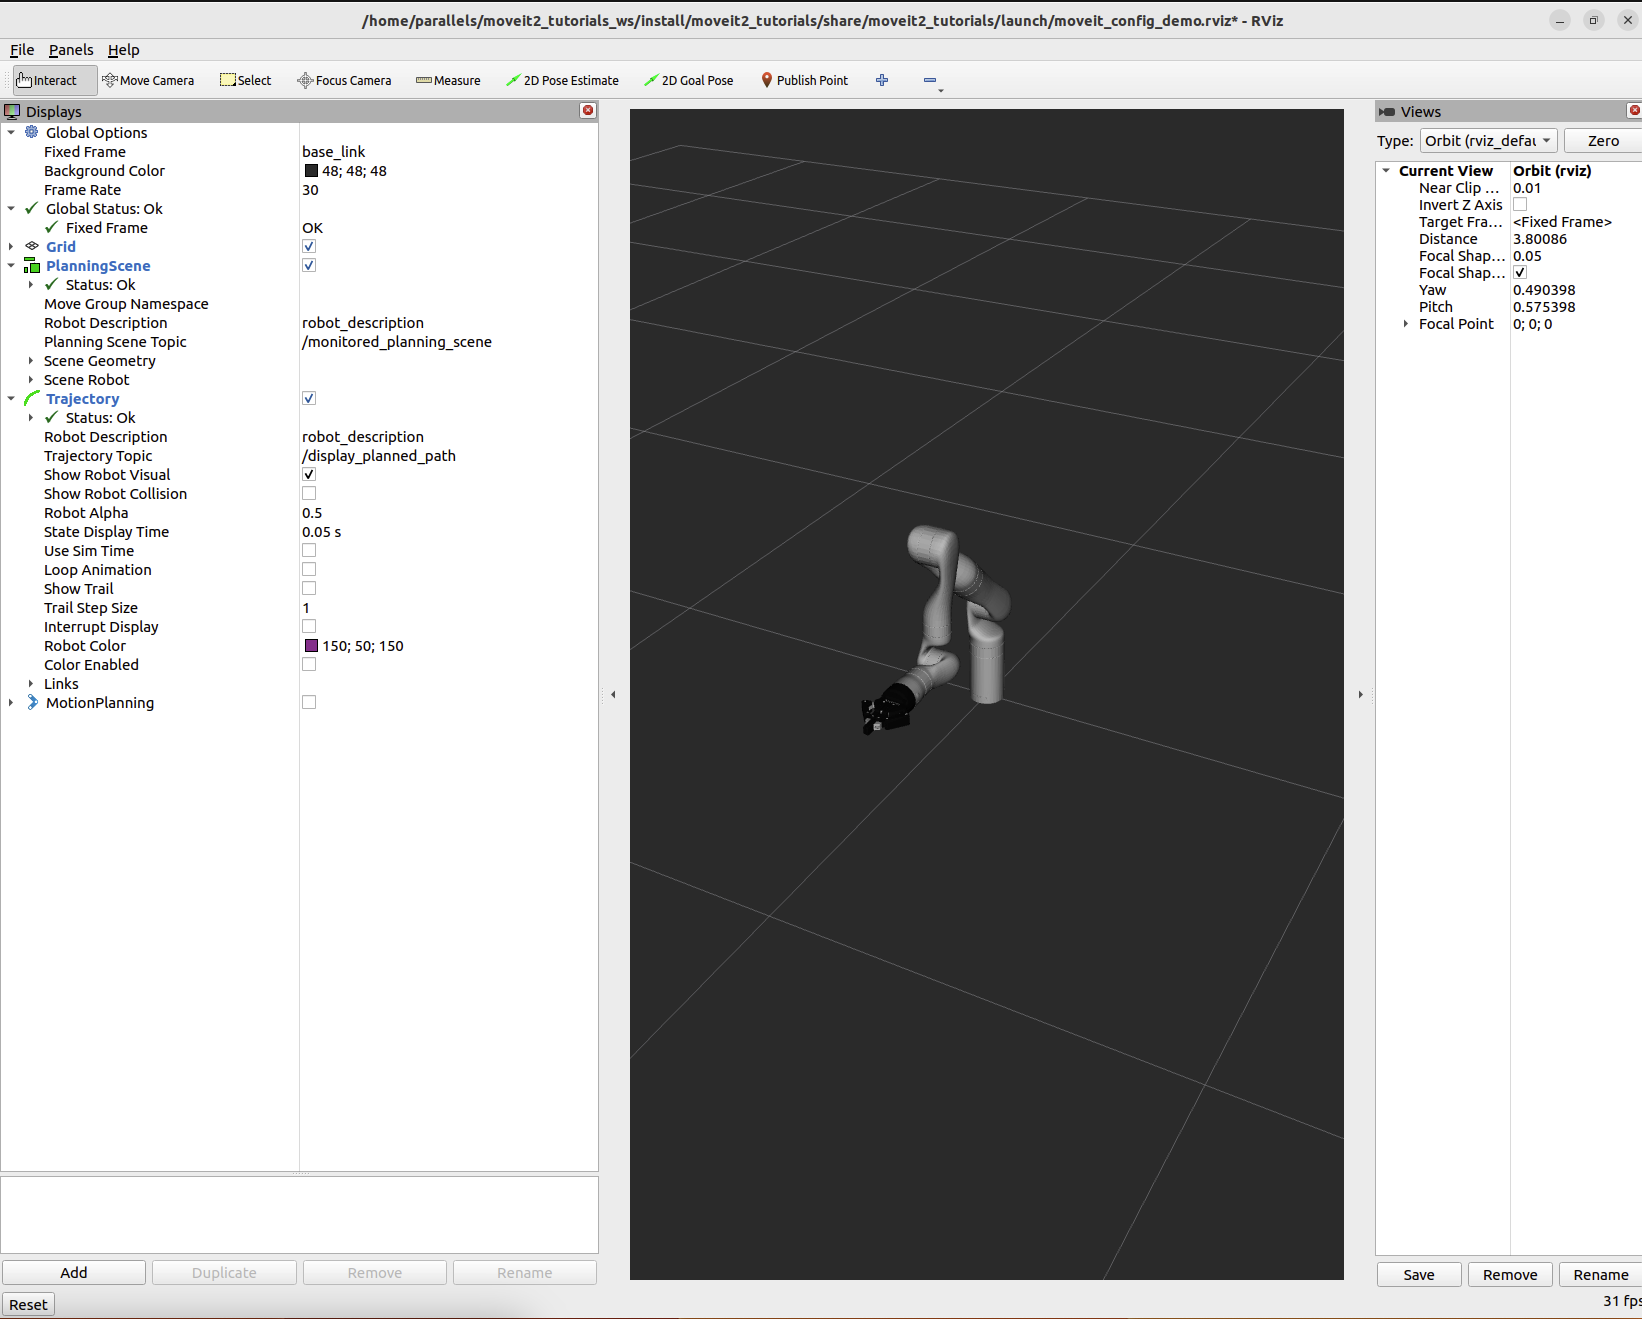 /home/parallels/moveit2_tutorials_ws/install/moveit2_tutorials/share/moveit2_tutorials/launch/moveit_config_demo.rviz* - RViz
File Panels Help
Interact Move Camera Select Focus Camera Measure 2D Pose Estimate 2D Goal Pose Publish Point
Displays
Global Options
Fixed Frame base_link
Background Color 48; 48; 48
Frame Rate 30
Global Status: Ok
Fixed Frame OK
Grid
PlanningScene
Status: Ok
Move Group Namespace
Robot Description robot_description
Planning Scene Topic /monitored_planning_scene
Scene Geometry
Scene Robot
Trajectory
Status: Ok
Robot Description robot_description
Trajectory Topic /display_planned_path
Show Robot Visual
Show Robot Collision
Robot Alpha 0.5
State Display Time 0.05 s
Use Sim Time
Loop Animation
Show Trail
Trail Step Size 1
Interrupt Display
Robot Color 150; 50; 150
Color Enabled
Links
MotionPlanning
Add Duplicate Remove Rename
Reset
Views
Type: Orbit (rviz_defau Zero
Current View Orbit (rviz)
Near Clip ... 0.01
Invert Z Axis
Target Fra... <Fixed Frame>
Distance 3.80086
Focal Shap... 0.05
Focal Shap...
Yaw 0.490398
Pitch 0.575398
Focal Point 0; 0; 0
Save Remove Rename
31 fps